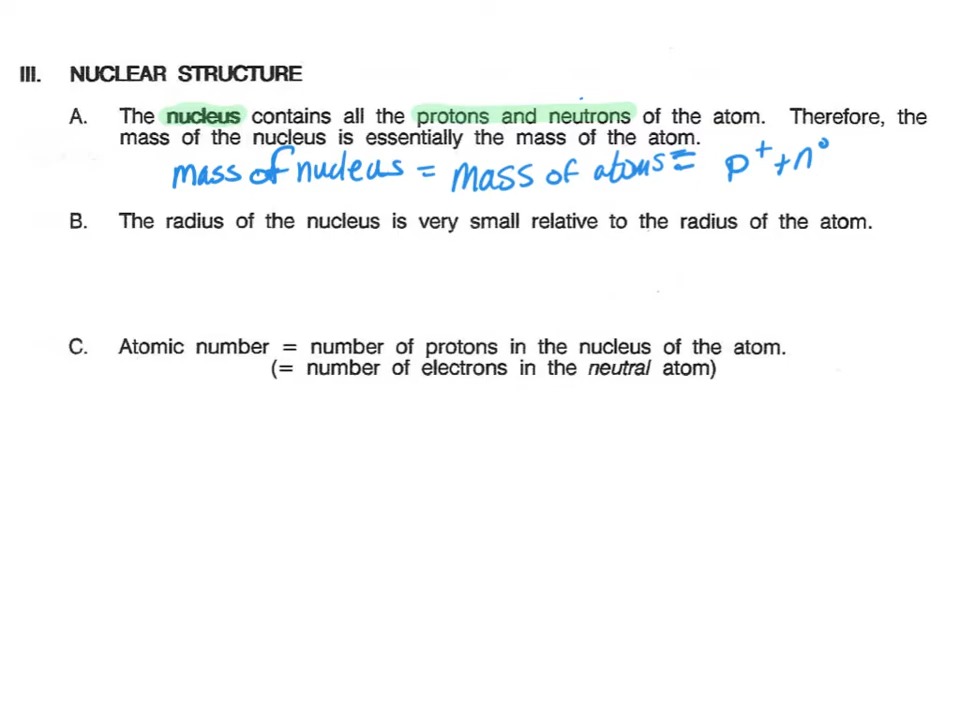 III. NUCLEAR STRUCTURE
A. The nucleus contains all the protons and neutrons of the atom. Therefore, the
mass of the nucleus is essentially the mass of the atom.
mass of nucleus = mass of atoms = p⁺ + n⁰
B. The radius of the nucleus is very small relative to the radius of the atom.
C. Atomic number = number of protons in the nucleus of the atom.
(= number of electrons in the neutral atom)